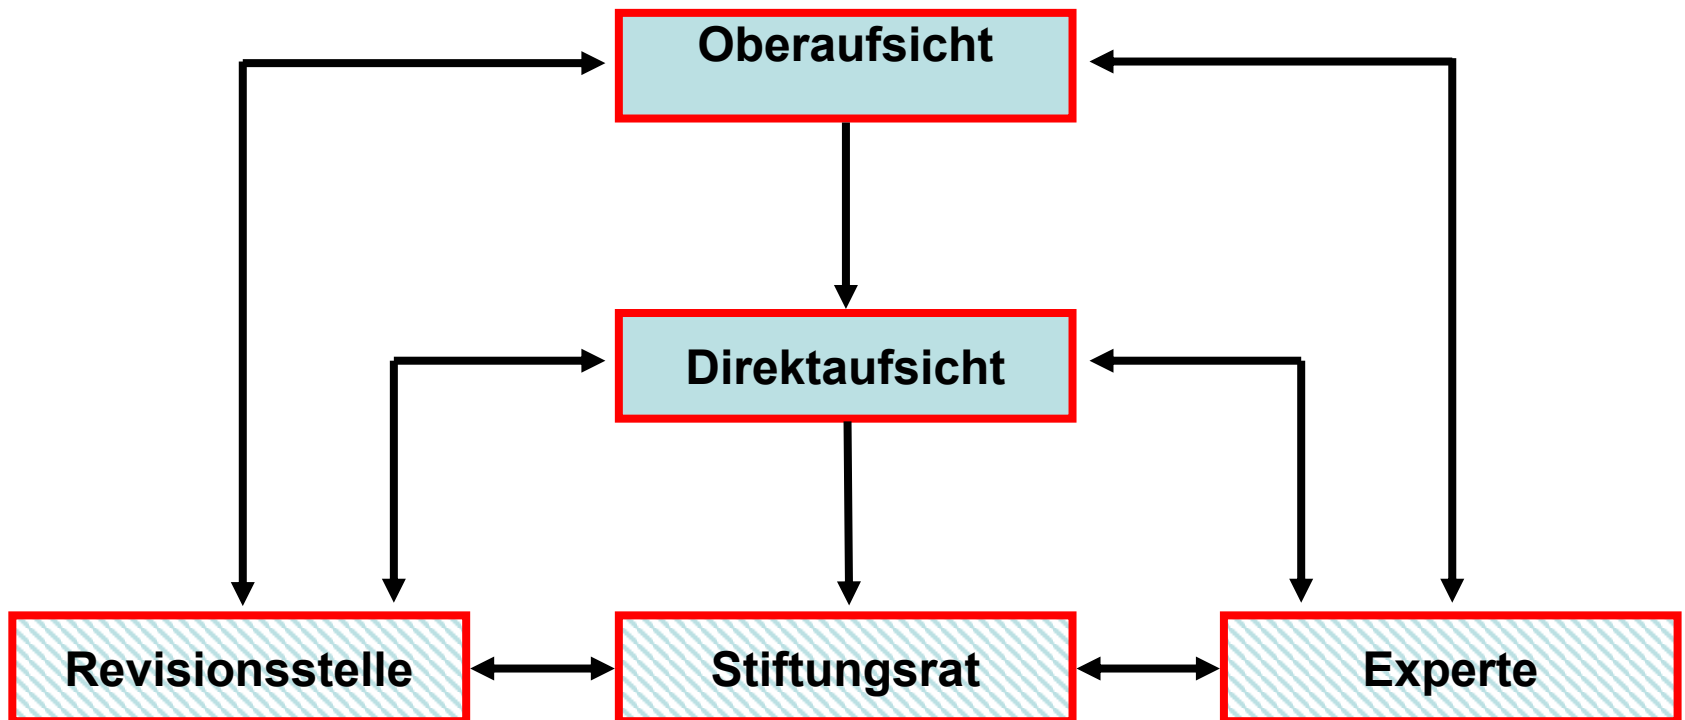 Oberaufsicht
Direktaufsicht
Revisionsstelle
Stiftungsrat
Experte